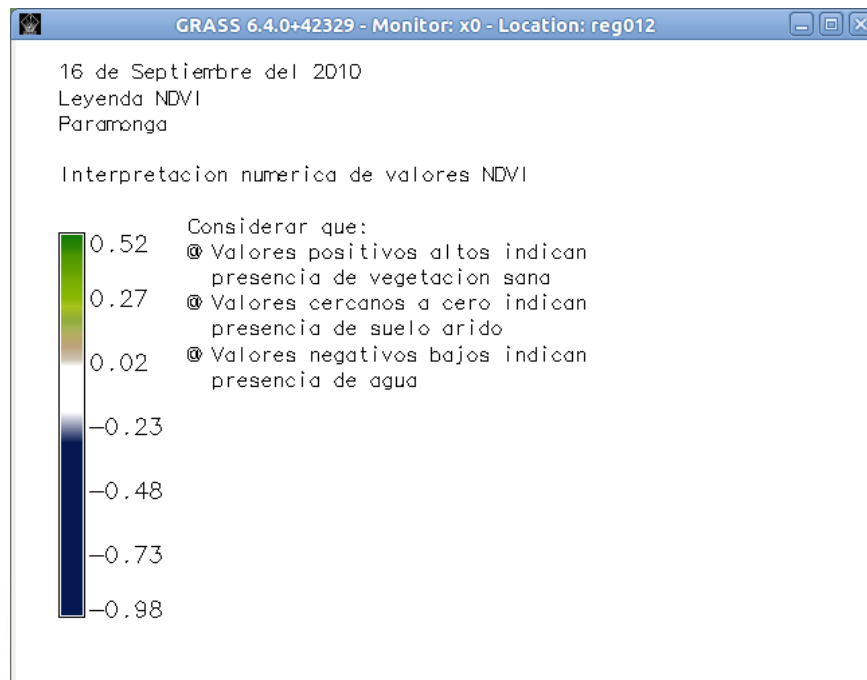 GRASS 6.4.0+42329 - Monitor: x0 - Location: reg012
16 de Septiembre del 2010
Leyenda NDVI
Paramonga
Interpretacion numerica de valores NDVI
Considerar que:
@ Valores positivos altos indican
presencia de vegetacion sana
@ Valores cercanos a cero indican
presencia de suelo arido
@ Valores negativos bajos indican
presencia de agua
0.52
0.27
0.02
-0.23
-0.48
-0.73
-0.98